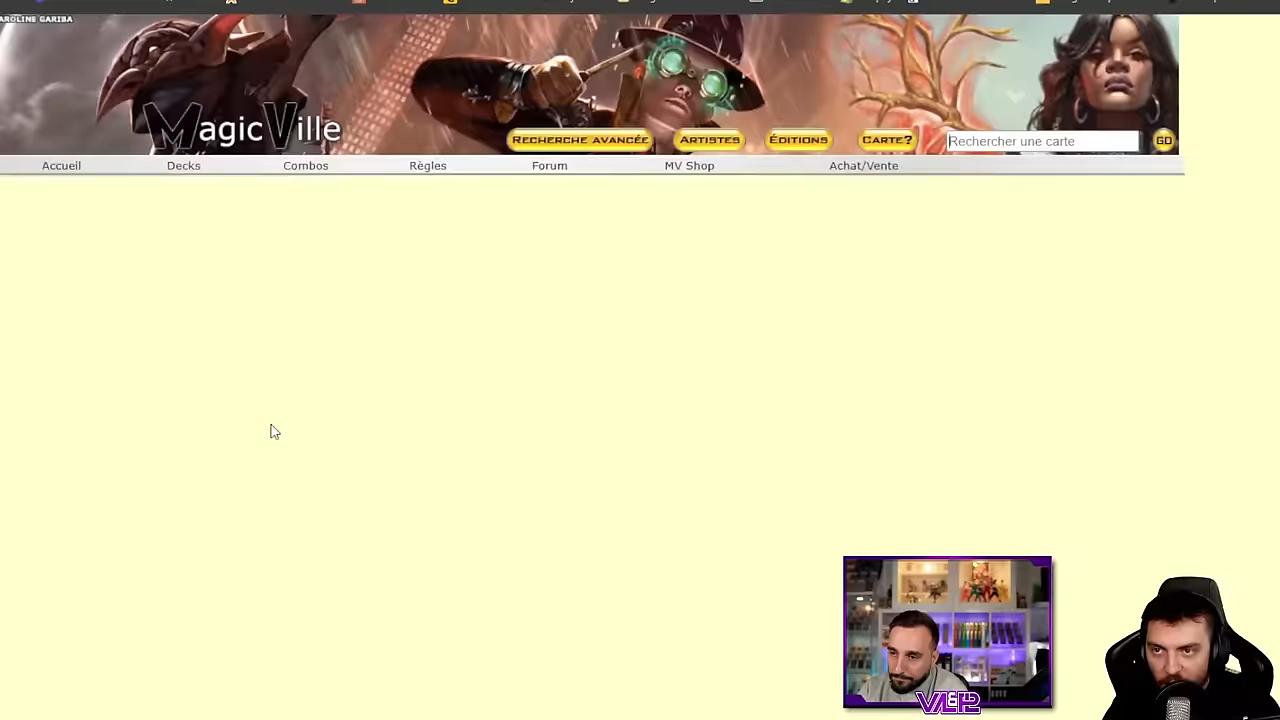 AROLINE GARIBA
MagicVille
RECHERCHE AVANCÉE ARTISTES ÉDITIONS CARTE? Rechercher une carte GO
Accueil Decks Combos Règles Forum MV Shop Achat/Vente